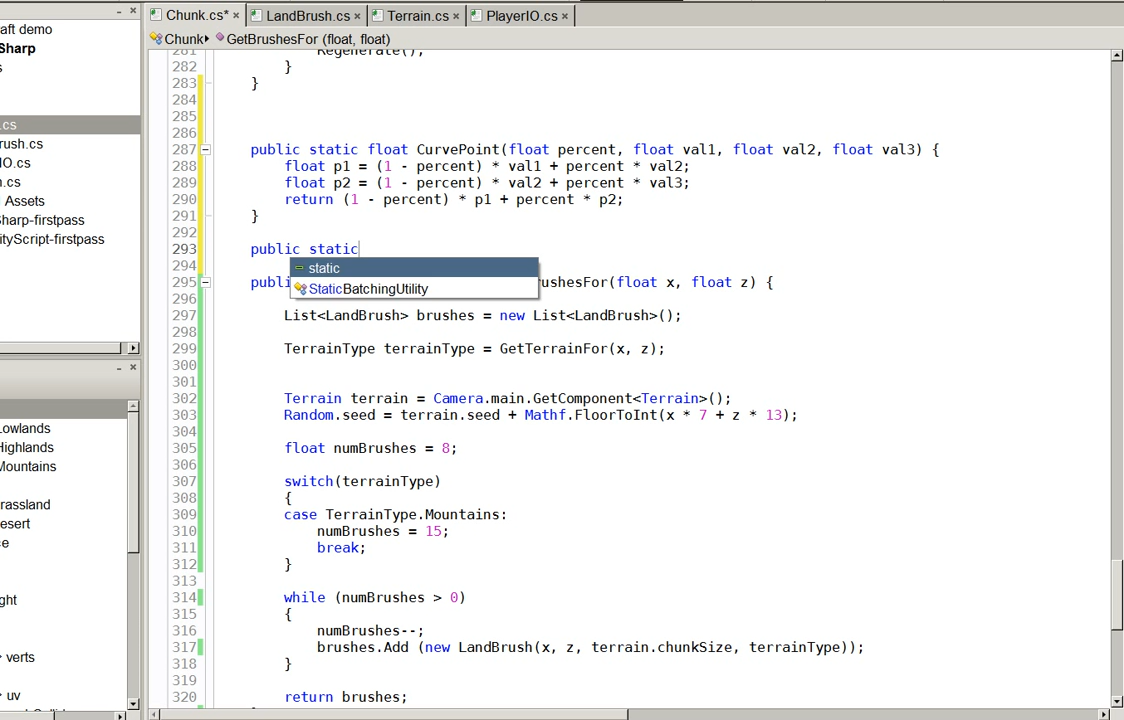 Chunk.cs* × LandBrush.cs × Terrain.cs × PlayerIO.cs ×
Chunk GetBrushesFor (float, float)
aft demo
Sharp
s
.cs
rush.cs
IO.cs
n.cs
Assets
Sharp-firstpass
ityScript-firstpass
Lowlands
Highlands
Mountains
rassland
esert
ce
ght
verts
uv
281 Regenerate();
282 }
283 }
284
285
286
287 public static float CurvePoint(float percent, float val1, float val2, float val3) {
288 float p1 = (1 - percent) * val1 + percent * val2;
289 float p2 = (1 - percent) * val2 + percent * val3;
290 return (1 - percent) * p1 + percent * p2;
291 }
292
293 public static
static
StaticBatchingUtility
294
295 publi rushesFor(float x, float z) {
296
297 List<LandBrush> brushes = new List<LandBrush>();
298
299 TerrainType terrainType = GetTerrainFor(x, z);
300
301
302 Terrain terrain = Camera.main.GetComponent<Terrain>();
303 Random.seed = terrain.seed + Mathf.FloorToInt(x * 7 + z * 13);
304
305 float numBrushes = 8;
306
307 switch(terrainType)
308 {
309 case TerrainType.Mountains:
310 numBrushes = 15;
311 break;
312 }
313
314 while (numBrushes > 0)
315 {
316 numBrushes--;
317 brushes.Add (new LandBrush(x, z, terrain.chunkSize, terrainType));
318 }
319
320 return brushes;